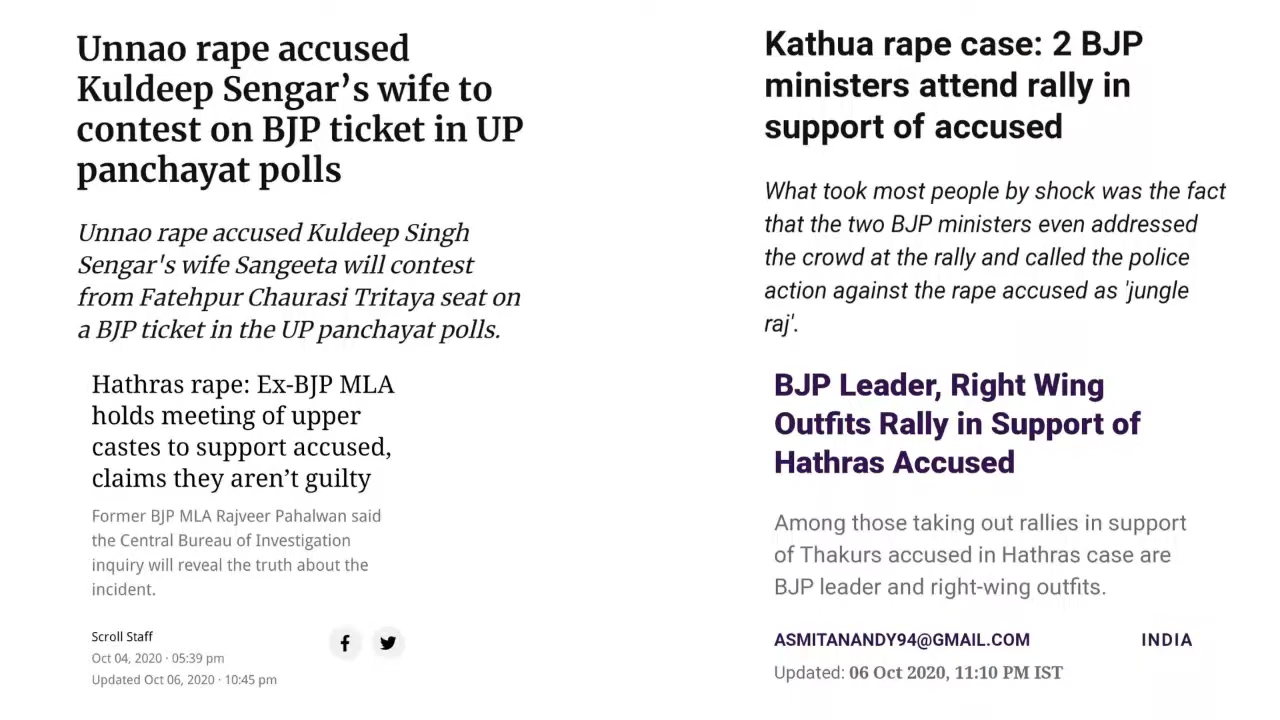 Unnao rape accused
Kuldeep Sengar’s wife to
contest on BJP ticket in UP
panchayat polls
Unnao rape accused Kuldeep Singh
Sengar's wife Sangeeta will contest
from Fatehpur Chaurasi Tritaya seat on
a BJP ticket in the UP panchayat polls.
Hathras rape: Ex-BJP MLA
holds meeting of upper
castes to support accused,
claims they aren’t guilty
Former BJP MLA Rajveer Pahalwan said
the Central Bureau of Investigation
inquiry will reveal the truth about the
incident.
Scroll Staff
Oct 04, 2020 · 05:39 pm
Updated Oct 06, 2020 · 10:45 pm
Kathua rape case: 2 BJP
ministers attend rally in
support of accused
What took most people by shock was the fact
that the two BJP ministers even addressed
the crowd at the rally and called the police
action against the rape accused as 'jungle
raj'.
BJP Leader, Right Wing
Outfits Rally in Support of
Hathras Accused
Among those taking out rallies in support
of Thakurs accused in Hathras case are
BJP leader and right-wing outfits.
ASMITANANDY94@GMAIL.COM INDIA
Updated: 06 Oct 2020, 11:10 PM IST